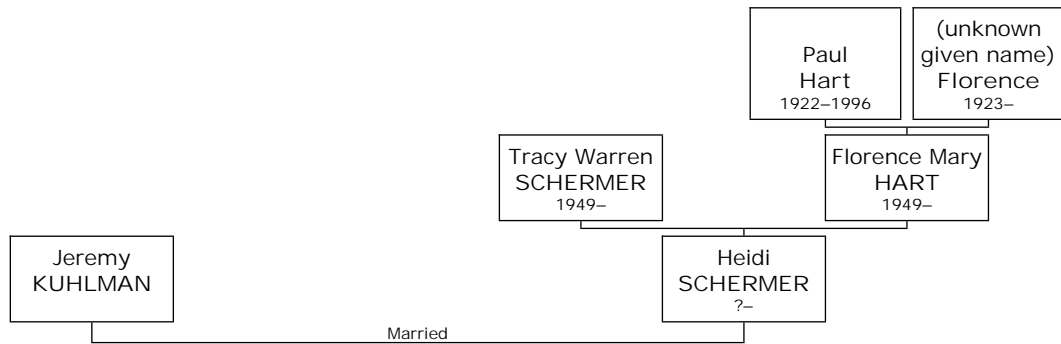 Paul
Hart
1922–1996
(unknown
given name)
Florence
1923–
Tracy Warren
SCHERMER
1949–
Florence Mary
HART
1949–
Jeremy
KUHLMAN
Heidi
SCHERMER
?–
Married